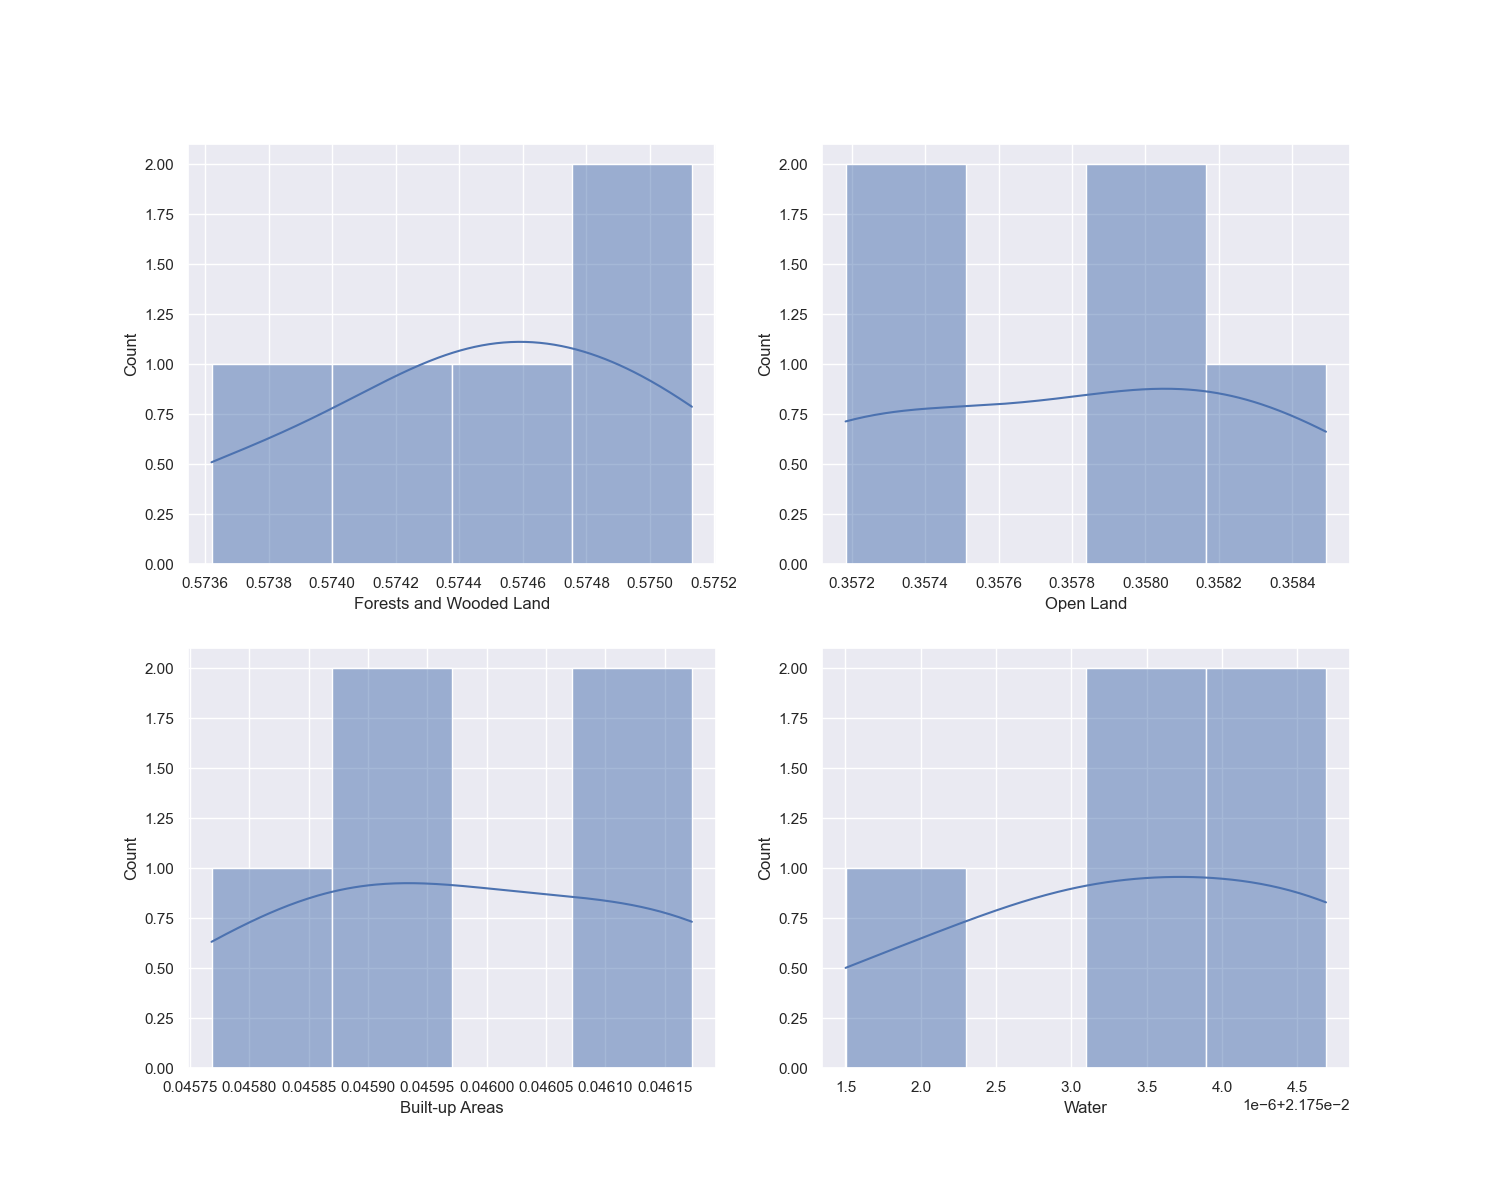 2.00
1.75
1.50
1.25
1.00
0.75
0.50
0.25
0.00
Count
0.5736 0.5738 0.5740 0.5742 0.5744 0.5746 0.5748 0.5750 0.5752
Forests and Wooded Land
2.00
1.75
1.50
1.25
1.00
0.75
0.50
0.25
0.00
Count
0.3572 0.3574 0.3576 0.3578 0.3580 0.3582 0.3584
Open Land
2.00
1.75
1.50
1.25
1.00
0.75
0.50
0.25
0.00
Count
0.04575 0.04580 0.04585 0.04590 0.04595 0.04600 0.04605 0.04610 0.04615
Built-up Areas
2.00
1.75
1.50
1.25
1.00
0.75
0.50
0.25
0.00
Count
1.5 2.0 2.5 3.0 3.5 4.0 4.5
1e−6+2.175e−2
Water